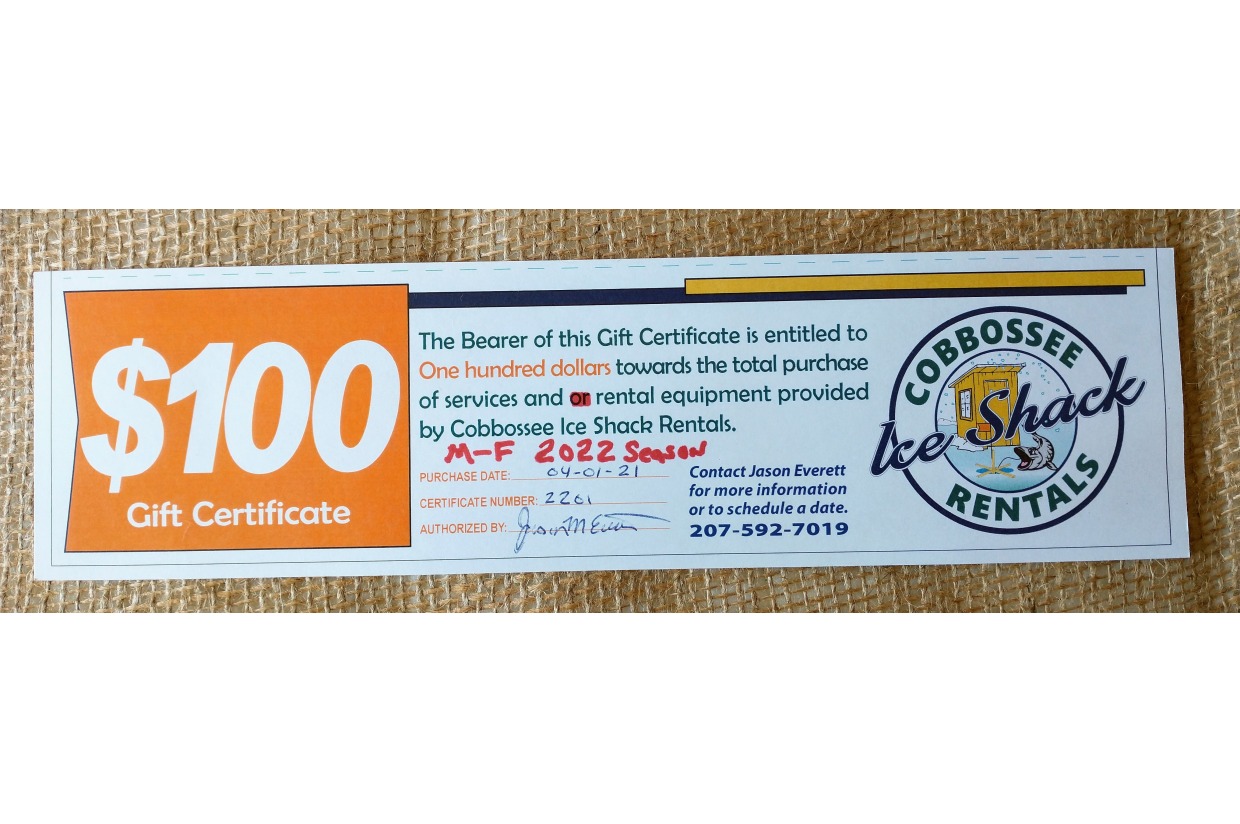 $100
Gift Certificate
The Bearer of this Gift Certificate is entitled to
One hundred dollars towards the total purchase
of services and or rental equipment provided
by Cobbossee Ice Shack Rentals.
M-F 2022 Season
PURCHASE DATE: 04-01-21
CERTIFICATE NUMBER: 2201
AUTHORIZED BY: Jason M Everett
Contact Jason Everett
for more information
or to schedule a date.
207-592-7019
COBBOSSEE
Ice Shack
RENTALS